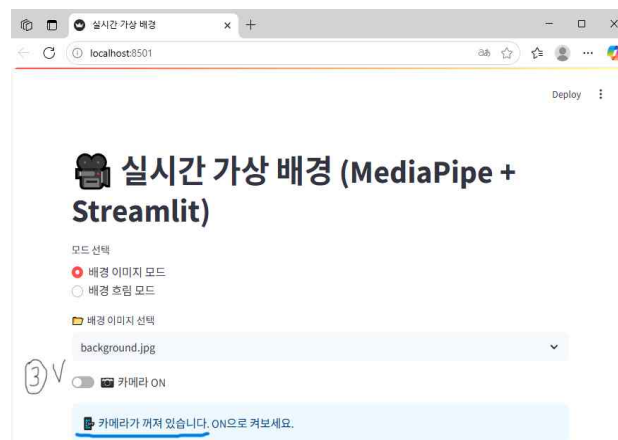 실시간 가상 배경
localhost:8501
Deploy
실시간 가상 배경 (MediaPipe +
Streamlit)
모드 선택
배경 이미지 모드
배경 흐림 모드
배경 이미지 선택
background.jpg
③ V 카메라 ON
카메라가 꺼져 있습니다. ON으로 켜보세요.